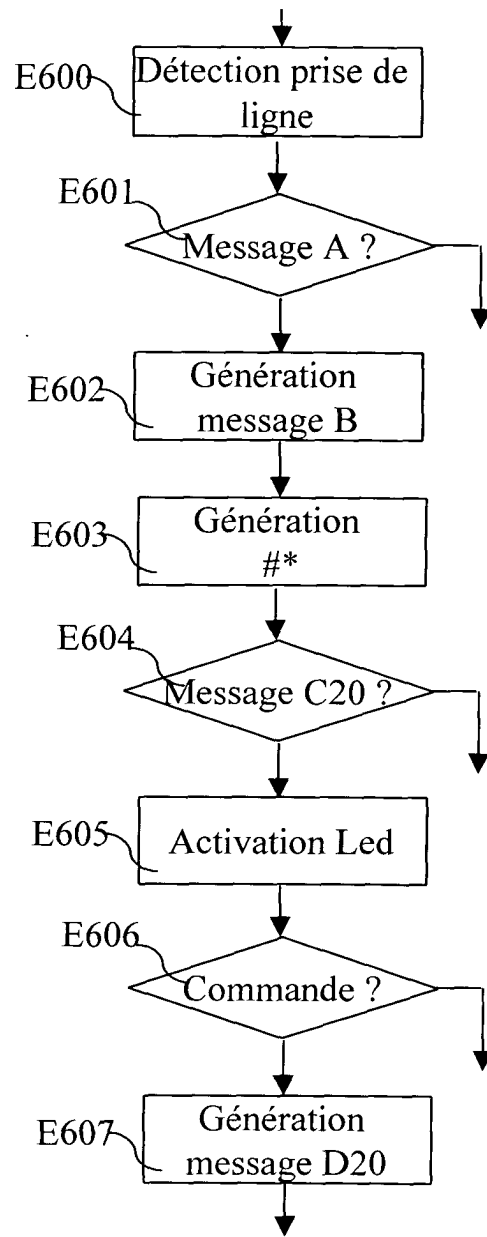 E600
Détection prise de
ligne
E601
Message A ?
E602
Génération
message B
E603
Génération
#*
E604
Message C20 ?
E605
Activation Led
E606
Commande ?
E607
Génération
message D20